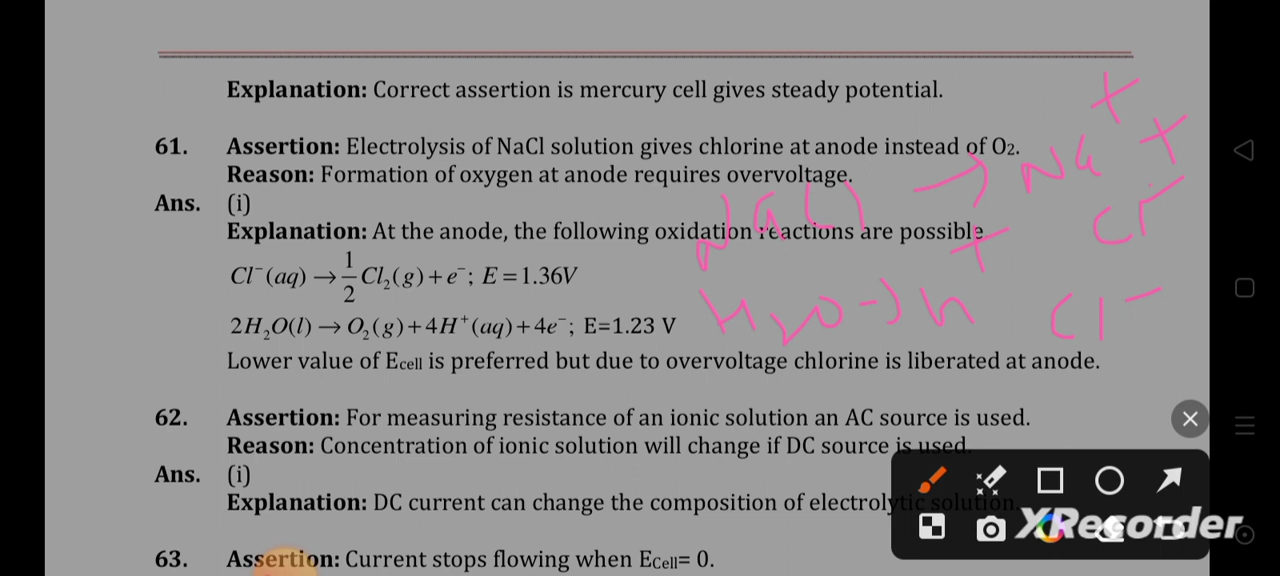 Explanation: Correct assertion is mercury cell gives steady potential.
61. Assertion: Electrolysis of NaCl solution gives chlorine at anode instead of O₂.
Reason: Formation of oxygen at anode requires overvoltage.
Ans. (i)
Explanation: At the anode, the following oxidation reactions are possible
Cl⁻(aq) → 1/2 Cl₂(g) + e⁻; E = 1.36V
2H₂O(l) → O₂(g) + 4H⁺(aq) + 4e⁻; E=1.23 V
Lower value of Ecell is preferred but due to overvoltage chlorine is liberated at anode.
62. Assertion: For measuring resistance of an ionic solution an AC source is used.
Reason: Concentration of ionic solution will change if DC source is used.
Ans. (i)
Explanation: DC current can change the composition of electrolytic solution.
63. Assertion: Current stops flowing when ECell= 0.
NaCl → Na⁺ + Cl⁻
+
H₂O → h Cl⁻
XRecorder